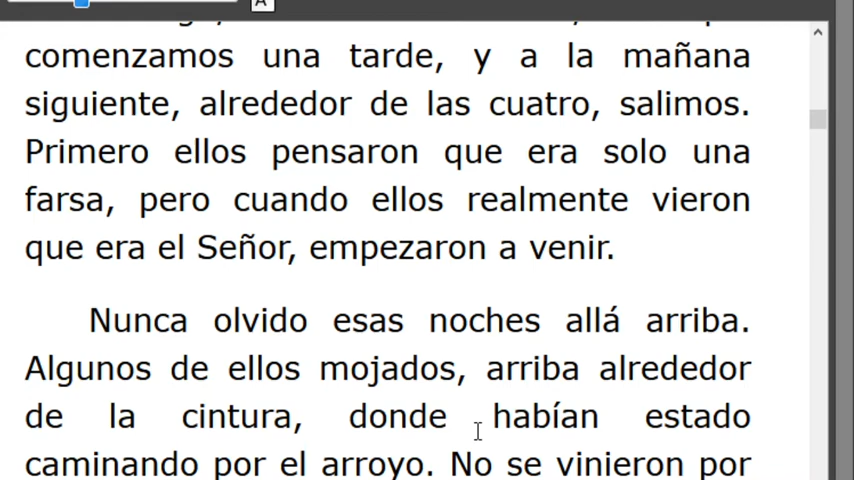 A
comenzamos una tarde, y a la mañana
siguiente, alrededor de las cuatro, salimos.
Primero ellos pensaron que era solo una
farsa, pero cuando ellos realmente vieron
que era el Señor, empezaron a venir.
Nunca olvido esas noches allá arriba.
Algunos de ellos mojados, arriba alrededor
de la cintura, donde habían estado
caminando por el arroyo. No se vinieron por